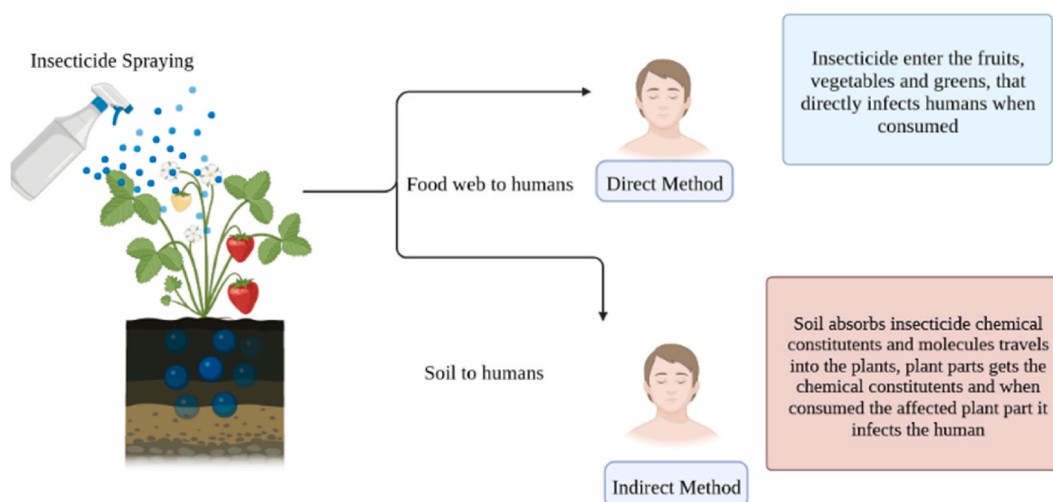 Insecticide Spraying
Food web to humans
Direct Method
Insecticide enter the fruits,
vegetables and greens, that
directly infects humans when
consumed
Soil to humans
Indirect Method
Soil absorbs insecticide chemical
constitutents and molecules travels
into the plants, plant parts gets the
chemical constitutents and when
consumed the affected plant part it
infects the human